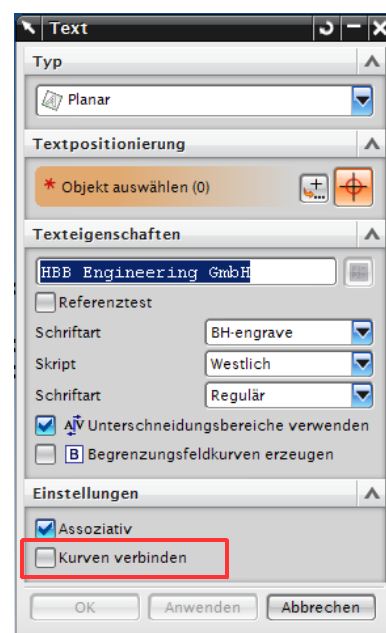 Text
Typ
Planar
Textpositionierung
* Objekt auswählen (0)
Texteigenschaften
HBB Engineering GmbH
Referenztest
Schriftart BH-engrave
Skript Westlich
Schriftart Regulär
Unterschneidungsbereiche verwenden
B Begrenzungsfeldkurven erzeugen
Einstellungen
Assoziativ
Kurven verbinden
OK Anwenden Abbrechen